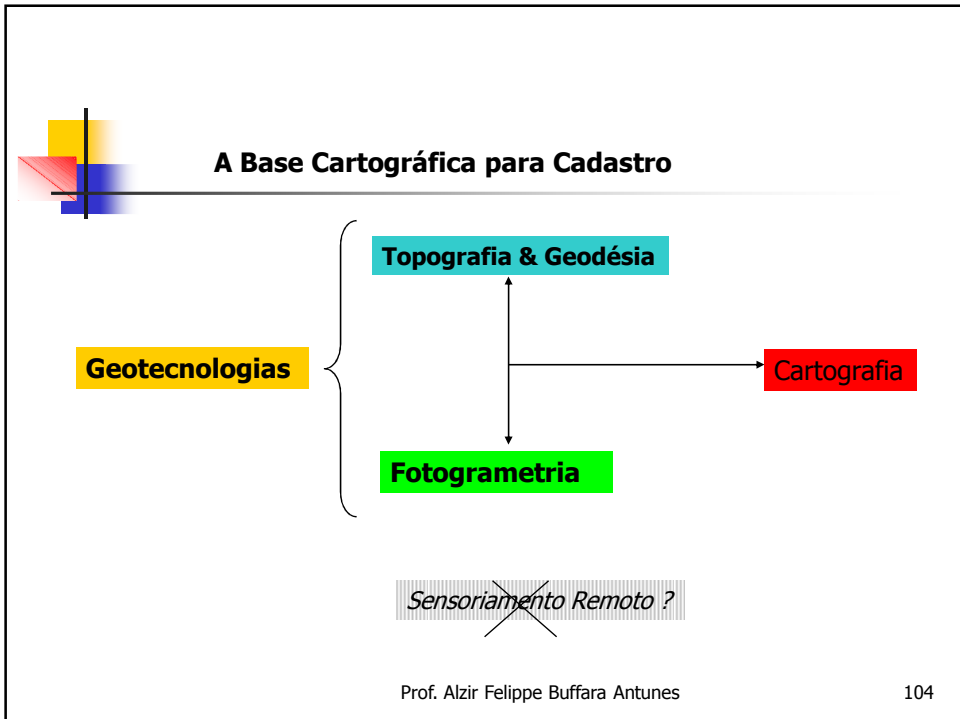 A Base Cartográfica para Cadastro
Topografia & Geodésia
Geotecnologias
Cartografia
Fotogrametria
Sensoriamento Remoto ?
Prof. Alzir Felippe Buffara Antunes
104